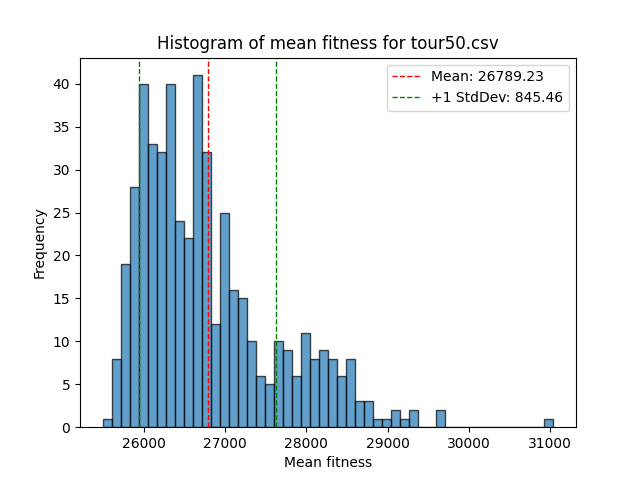 Histogram of mean fitness for tour50.csv
Mean: 26789.23
+1 StdDev: 845.46
Frequency
40
35
30
25
20
15
10
5
0
26000 27000 28000 29000 30000 31000
Mean fitness